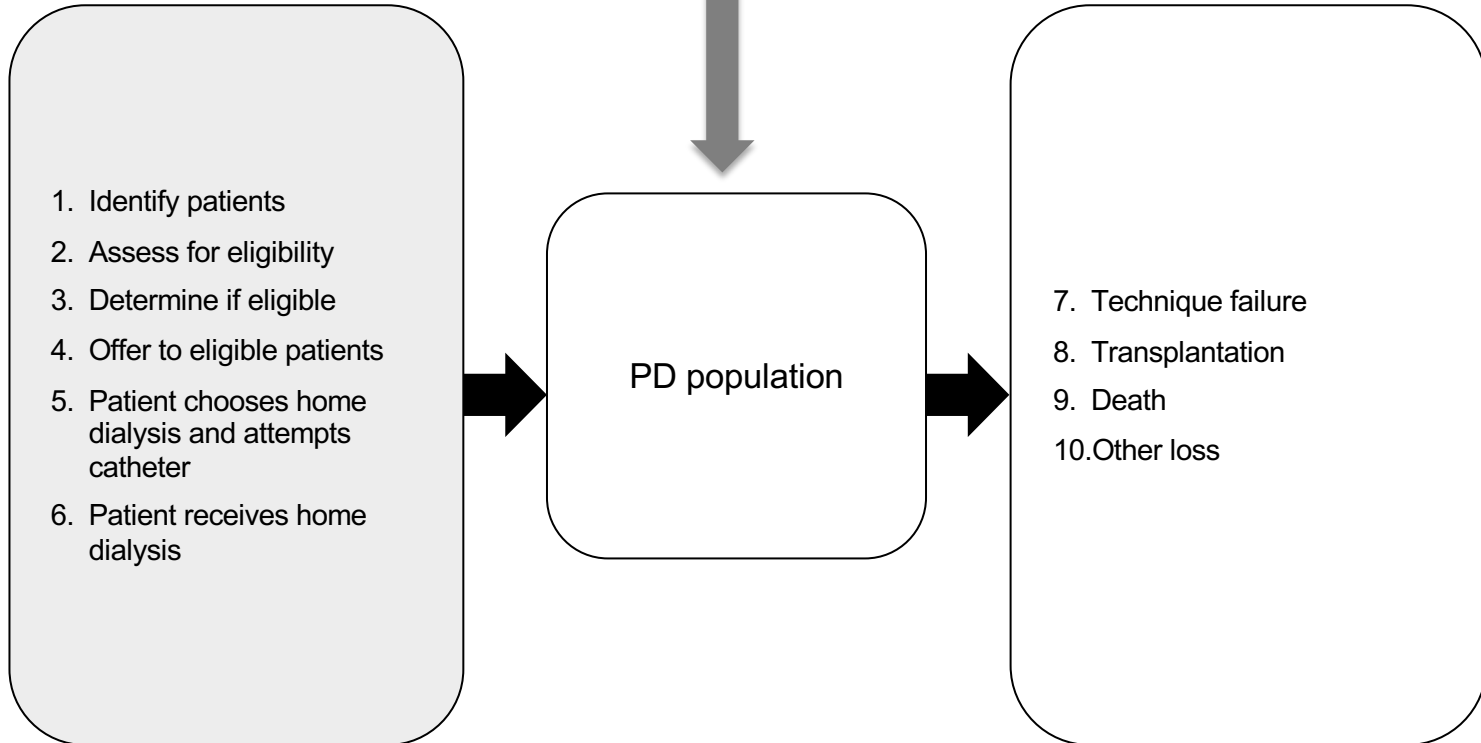 1. Identify patients
2. Assess for eligibility
3. Determine if eligible
4. Offer to eligible patients
5. Patient chooses home
dialysis and attempts
catheter
6. Patient receives home
dialysis
PD population
7. Technique failure
8. Transplantation
9. Death
10.Other loss